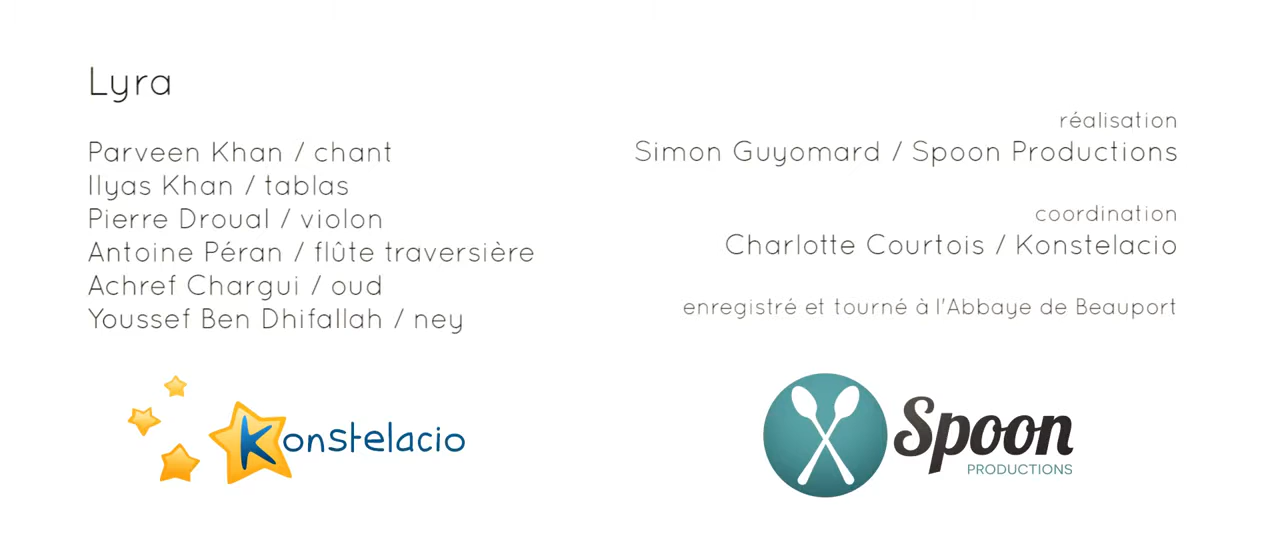 Lyra
Parveen Khan / chant
Ilyas Khan / tablas
Pierre Droual / violon
Antoine Péran / flûte traversière
Achref Chargui / oud
Youssef Ben Dhifallah / ney
réalisation
Simon Guyomard / Spoon Productions
coordination
Charlotte Courtois / Konstelacio
enregistré et tourné à l'Abbaye de Beauport
Konstelacio
Spoon
PRODUCTIONS